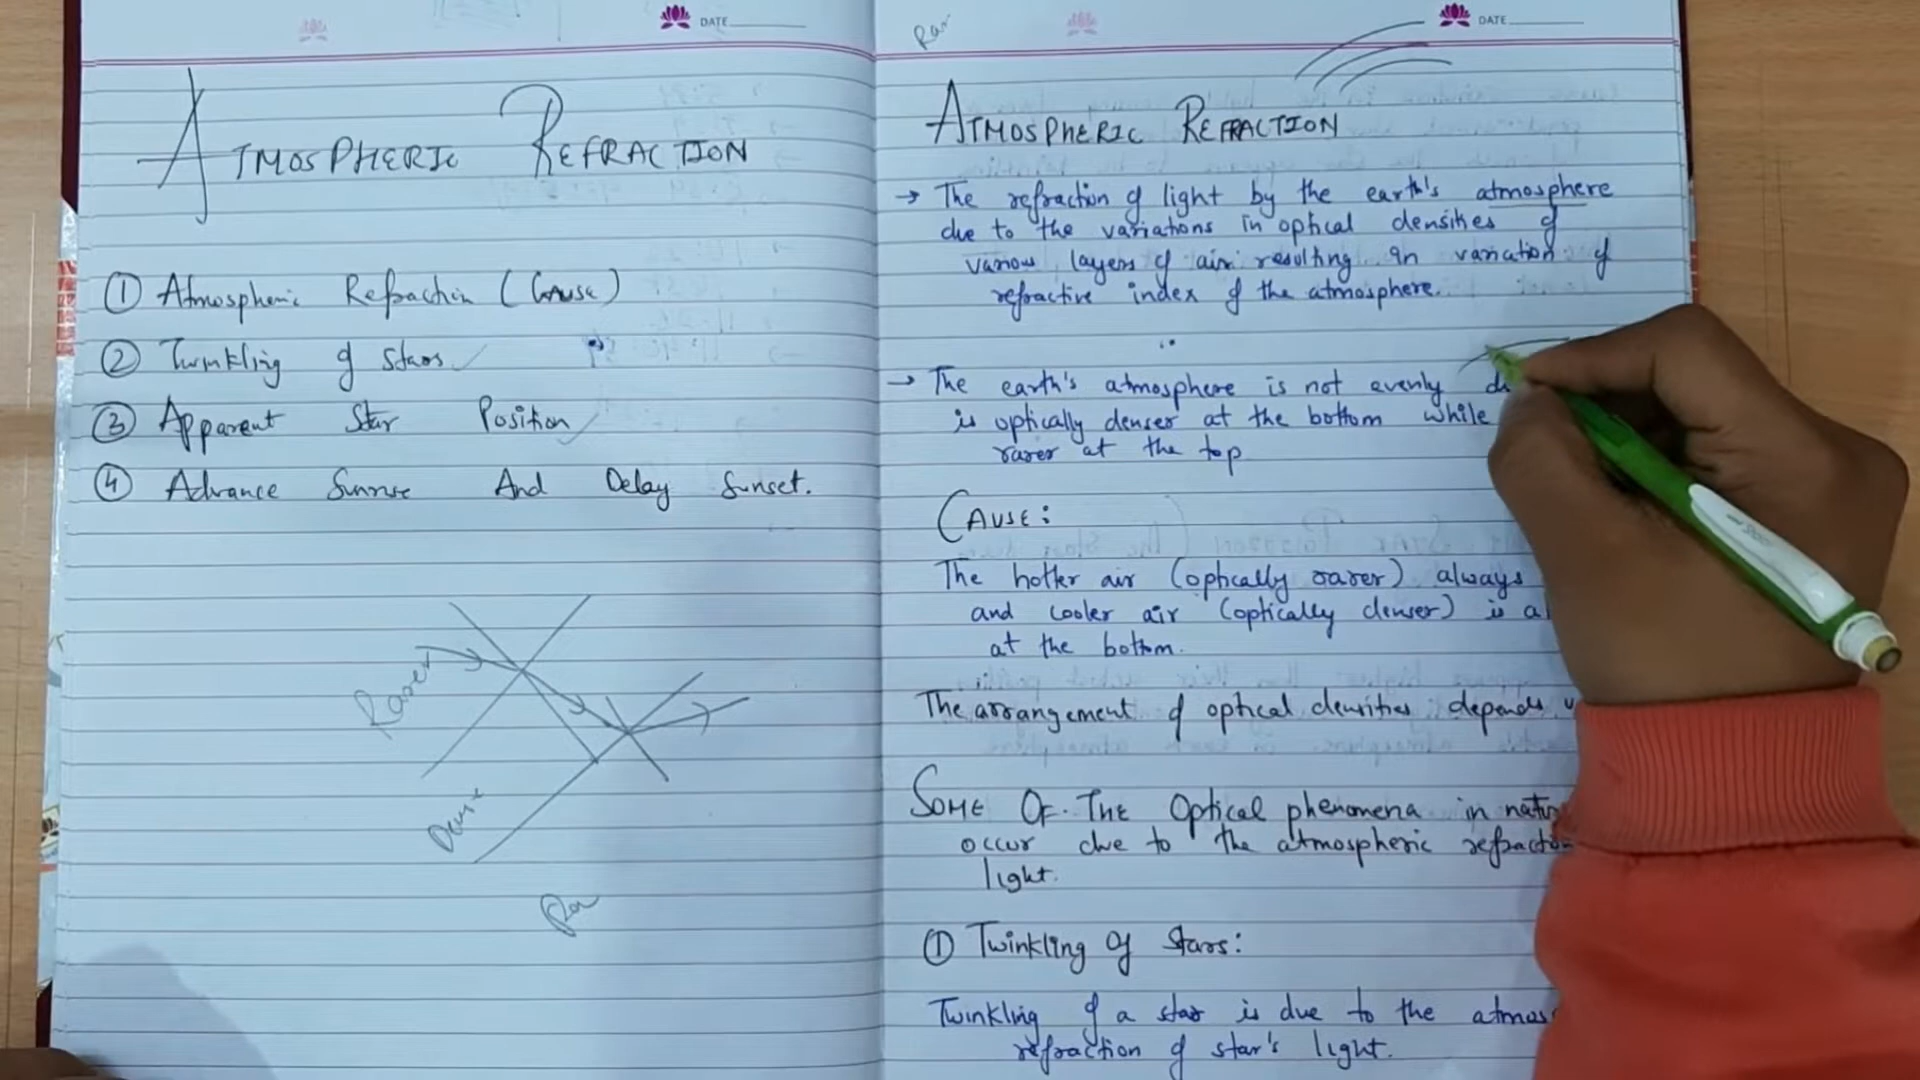 DATE
ATMOSPHERIC REFRACTION
① Atmospheric Refraction (Cause)
② Twinkling of stars
③ Apparent Star Position
④ Advance Sunrise And Delay Sunset.
Rarer
Denser
Rar
Rar
DATE
ATMOSPHERIC REFRACTION
→ The refraction of light by the earth's atmosphere
due to the variations in optical densities of
various layers of air resulting in variation of
refractive index of the atmosphere.
→ The earth's atmosphere is not evenly
is optically denser at the bottom while
rarer at the top
CAUSE:
The hotter air (optically rarer) always
and cooler air (optically denser) is
at the bottom.
The arrangement of optical densities depends
SOME OF THE Optical phenomena in
occur due to the atmospheric
light.
① Twinkling Of Stars:
Twinkling of a star is due to the
refraction of star's light.